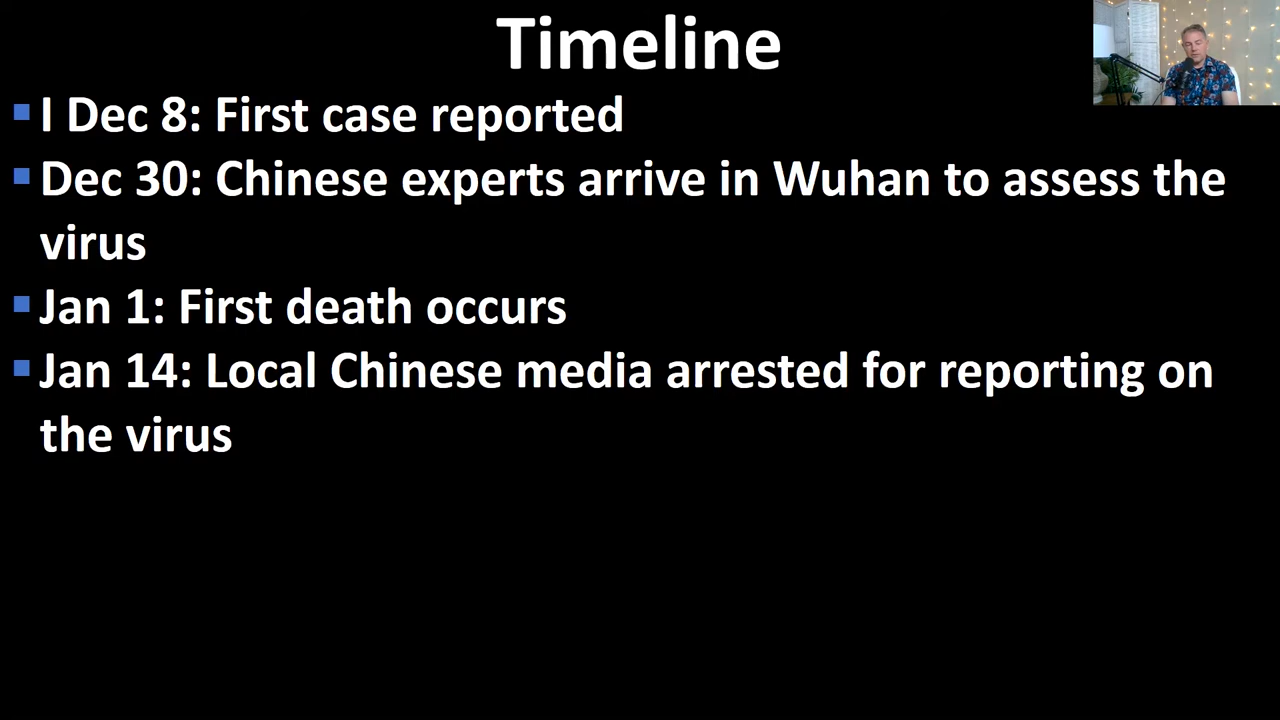 Timeline
I Dec 8: First case reported
Dec 30: Chinese experts arrive in Wuhan to assess the
virus
Jan 1: First death occurs
Jan 14: Local Chinese media arrested for reporting on
the virus